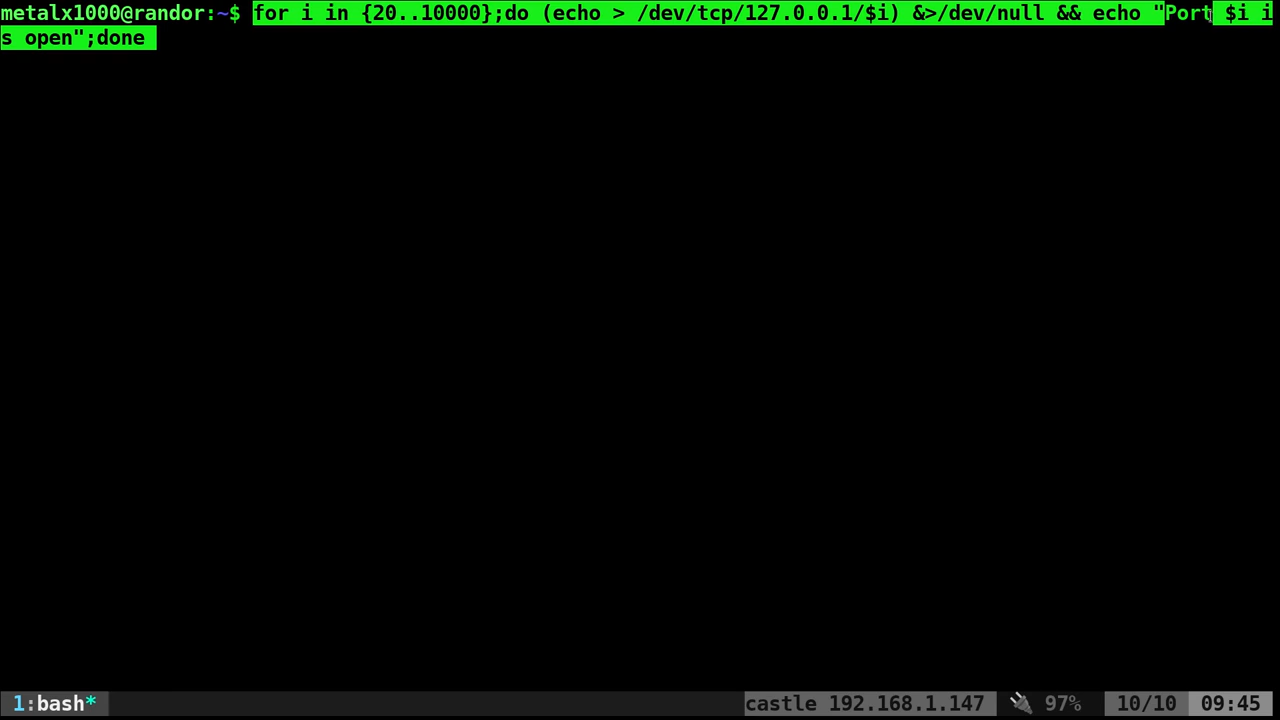 metalx1000@randor:~$ for i in {20..10000};do (echo > /dev/tcp/127.0.0.1/$i) &>/dev/null && echo "Port $i i
s open";done
1:bash* castle 192.168.1.147 🔌 97% 10/10 09:45